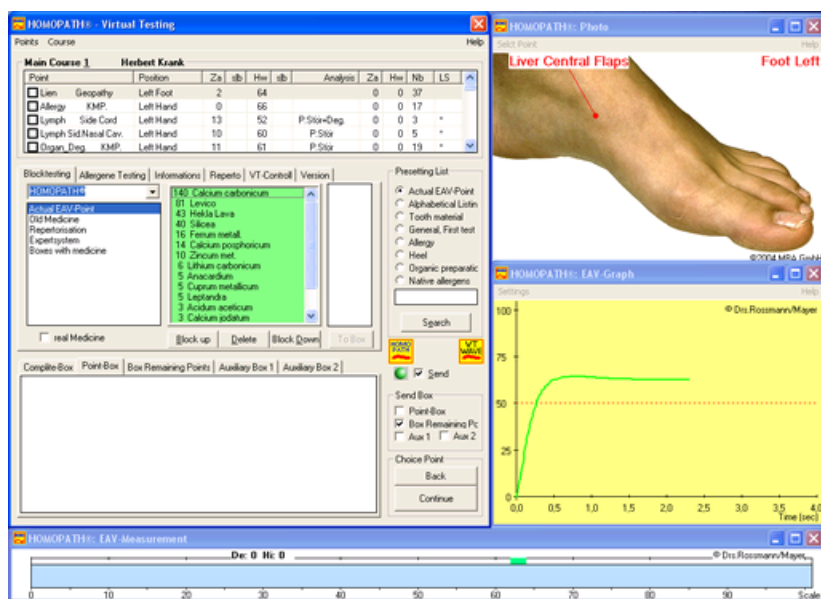 HOMOPATH® - Virtual Testing
Points Course Help
Main Course 1 Herbert Krank
Point Position Za slb Hw slb Analysis Za Hw Nb LS
Lien Geopathy Left Foot 2 64 0 0 37
Allergy KMP. Left Hand 0 66 0 0 17
Lymph Side Cord Left Hand 13 52 P.Stör+Deg. 0 0 3 *
Lymph Sid.Nasal Cav. Left Hand 10 60 P.Stör 0 0 5 *
Organ_Deg. KMP. Left Hand 11 61 P.Stör 0 0 19 *
Blocktesting Allergene Testing Informations Reperto VT-Controll Version
HOMOPATH®
Actual EAV-Point
Old Medicine
Repertorisation
Expertsystem
Boxes with medicine
real Medicine
140 Calcium carbonicum
81 Levico
43 Hekla Lava
40 Silicea
16 Ferrum metall.
14 Calcium posphoricum
10 Zincum met.
6 Lithium carbonicum
5 Anacardium
5 Cuprum metallicum
5 Leptandra
3 Acidum aceticum
3 Calcium jodatum
Block up Delete Block Down To Box
Presetting List
Actual EAV-Point
Alphabetical Listin
Tooth material
General, First test
Allergy
Heel
Organic preparatic
Native allergens
Search
HOMO PATH
VT WAVE
Send
Send Box
Point-Box
Box Remaining Pc
Aux 1 Aux 2
Choice Point
Back
Continue
Complite-Box Point-Box Box Remaining Points Auxiliary Box 1 Auxiliary Box 2
HOMOPATH®: Photo
Selct Point Help
Liver Central Flaps Foot Left
©2004 MBA GmbH
HOMOPATH®: EAV-Graph
Settings Help
© Drs.Rossmann/Mayer
100
75
50
25
0
0,0 0,5 1,0 1,5 2,0 2,5 3,0 3,5 4,0
Time (sec)
HOMOPATH®: EAV-Measurement
De: 0 Hi: 0 © Drs.Rossmann/Mayer
0 10 20 30 40 50 60 70 80 90 Scale